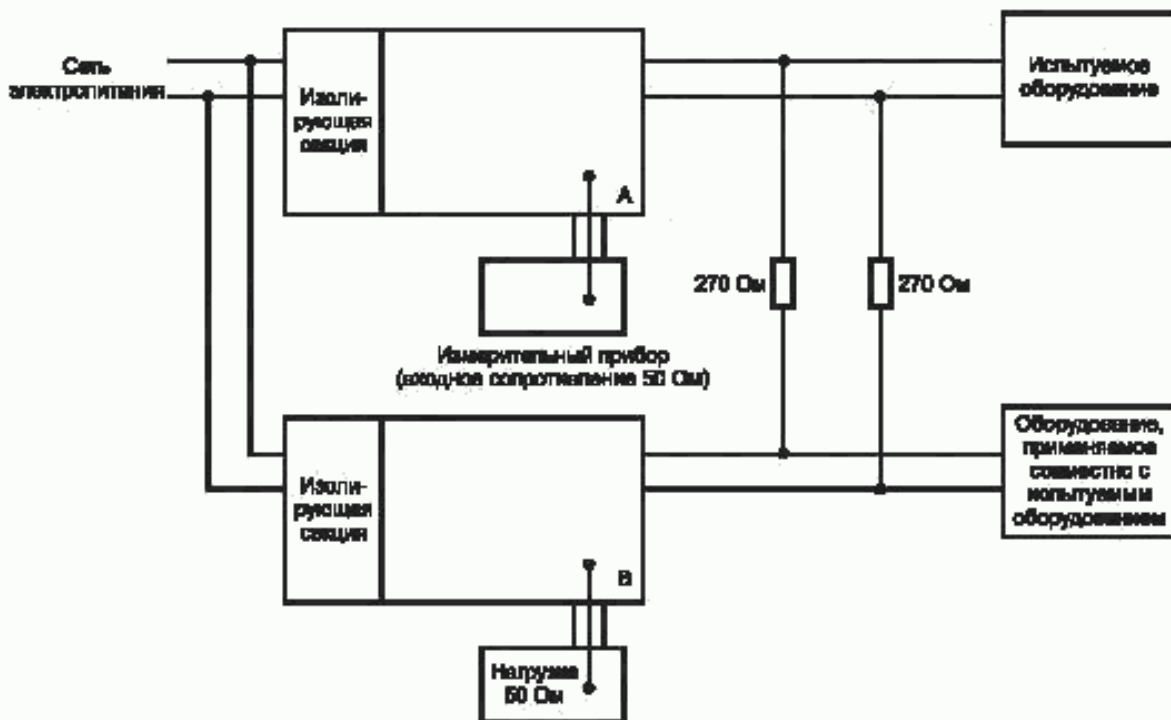 Сеть
электропитания
Изоли-
рующая
секция
А
Испытуемое
оборудование
270 Ом
270 Ом
Измерительный прибор
(входное сопротивление 50 Ом)
Изоли-
рующая
секция
В
Оборудование,
применяемое
совместно с
испытуемым
оборудованием
Нагрузка
50 Ом